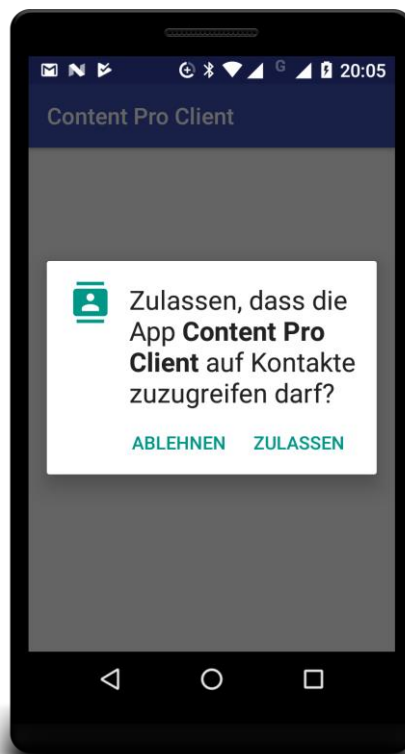 G 20:05
Content Pro Client
Zulassen, dass die
App Content Pro
Client auf Kontakte
zuzugreifen darf?
ABLEHNEN ZULASSEN